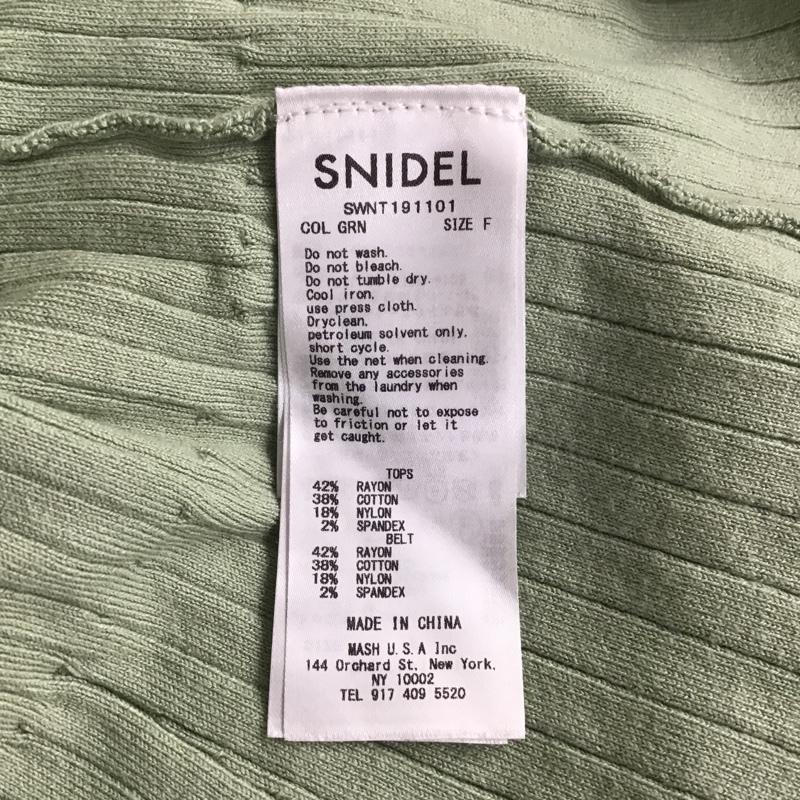 SNIDEL
SWNT191101
COL GRN SIZE F
Do not wash.
Do not bleach.
Do not tumble dry.
Cool iron,
use press cloth.
Dryclean,
petroleum solvent only.
short cycle.
Use the net when cleaning.
Remove any accessories
from the laundry when
washing.
Be careful not to expose
to friction or let it
get caught.
TOPS
42% RAYON
38% COTTON
18% NYLON
2% SPANDEX
BELT
42% RAYON
38% COTTON
18% NYLON
2% SPANDEX
MADE IN CHINA
MASH U.S.A Inc
144 Orchard St, New York,
NY 10002
TEL 917 409 5520